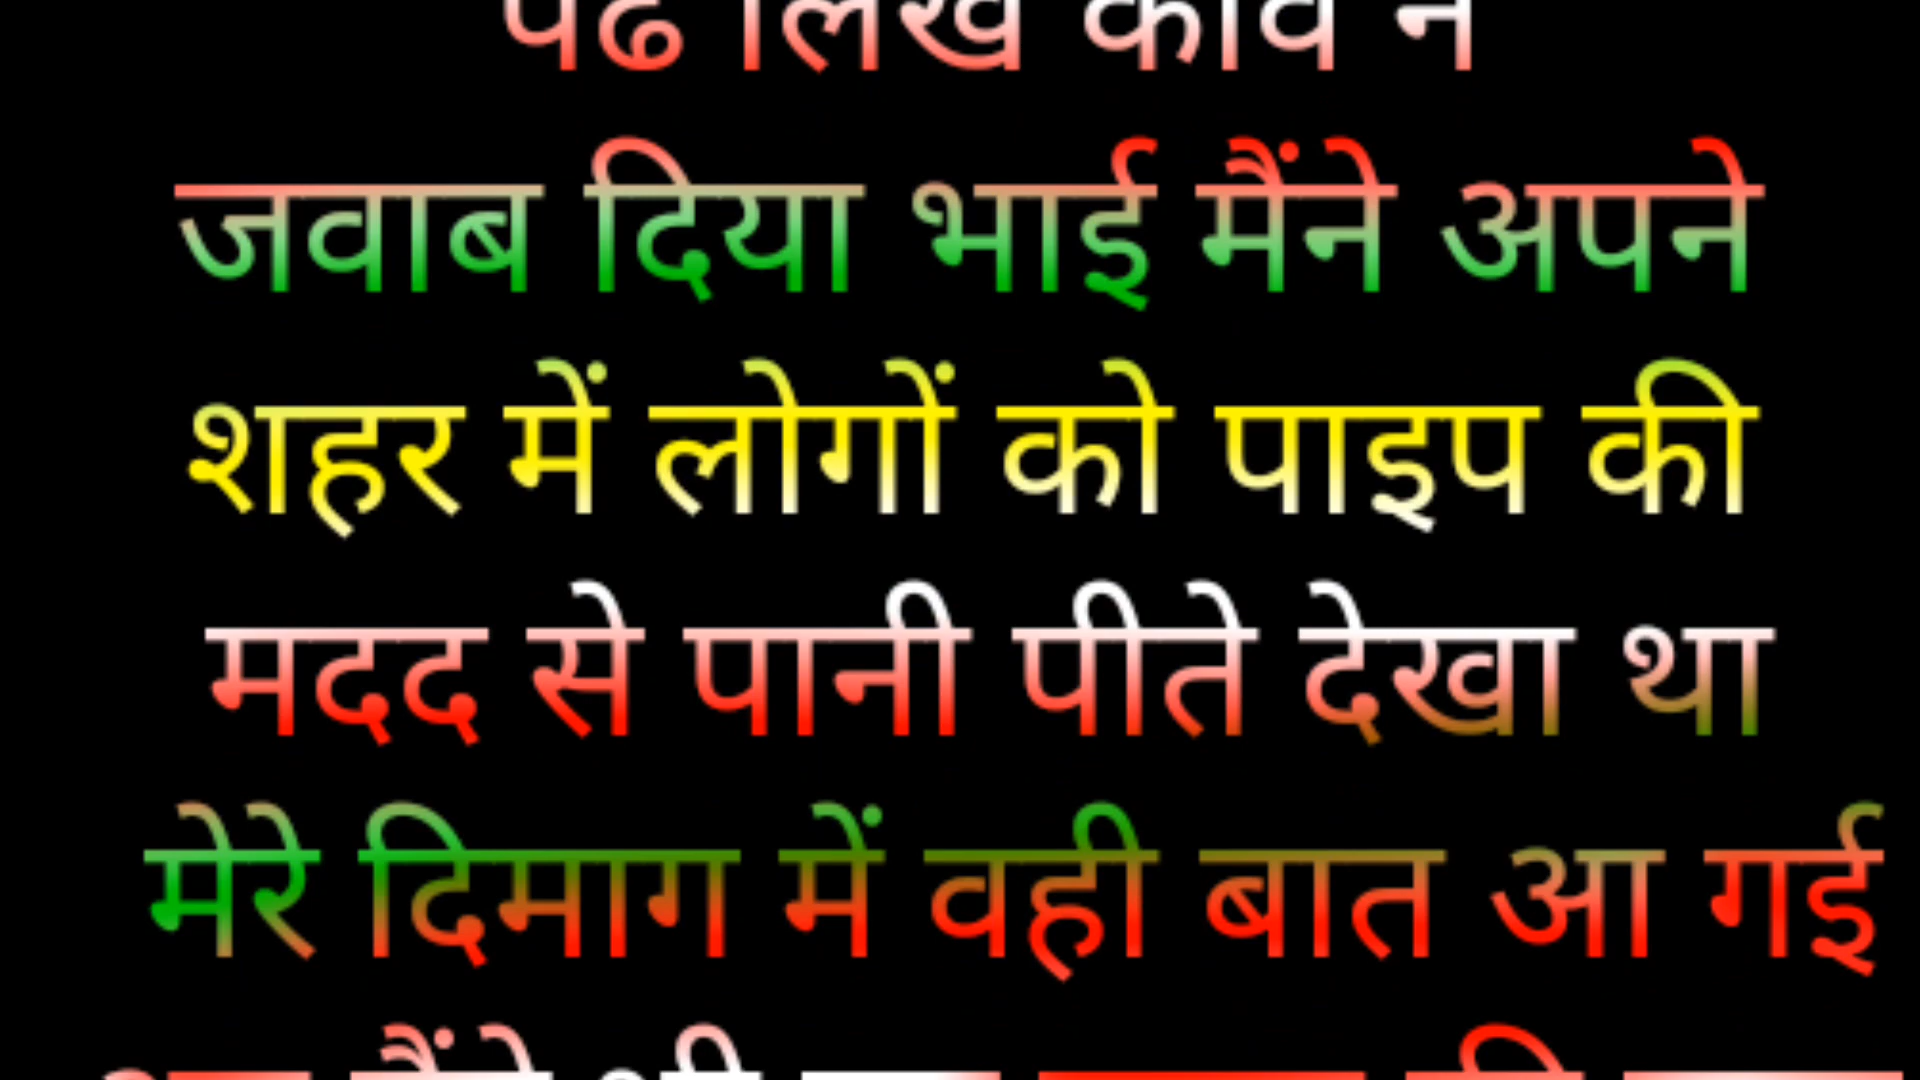 जवाब दिया भाई मैंने अपने
शहर में लोगों को पाइप की
मदद से पानी पीते देखा था
मेरे दिमाग में वही बात आ गई